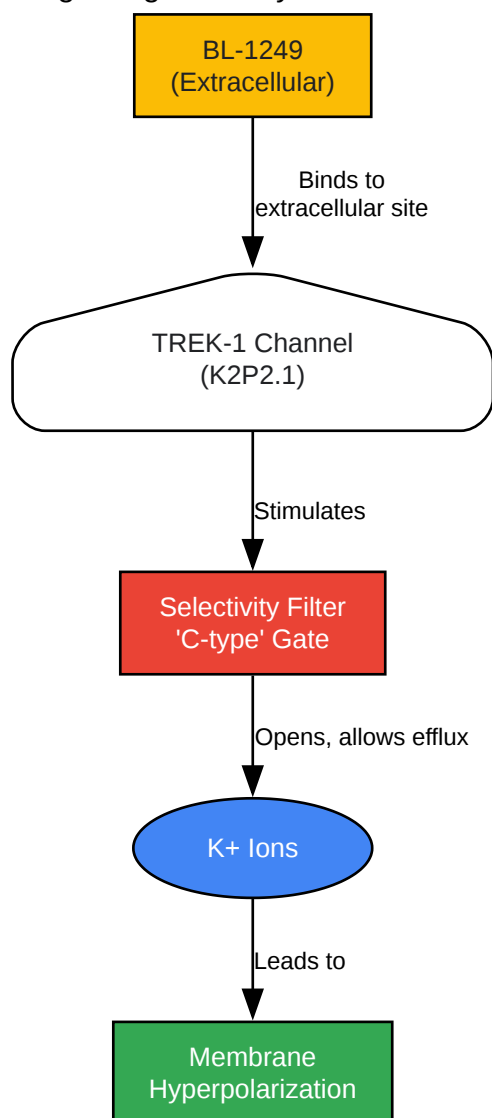 BL-1249
(Extracellular)
Binds to
extracellular site
TREK-1 Channel
(K2P2.1)
Stimulates
Selectivity Filter
'C-type' Gate
Opens, allows efflux
K+ Ions
Leads to
Membrane
Hyperpolarization